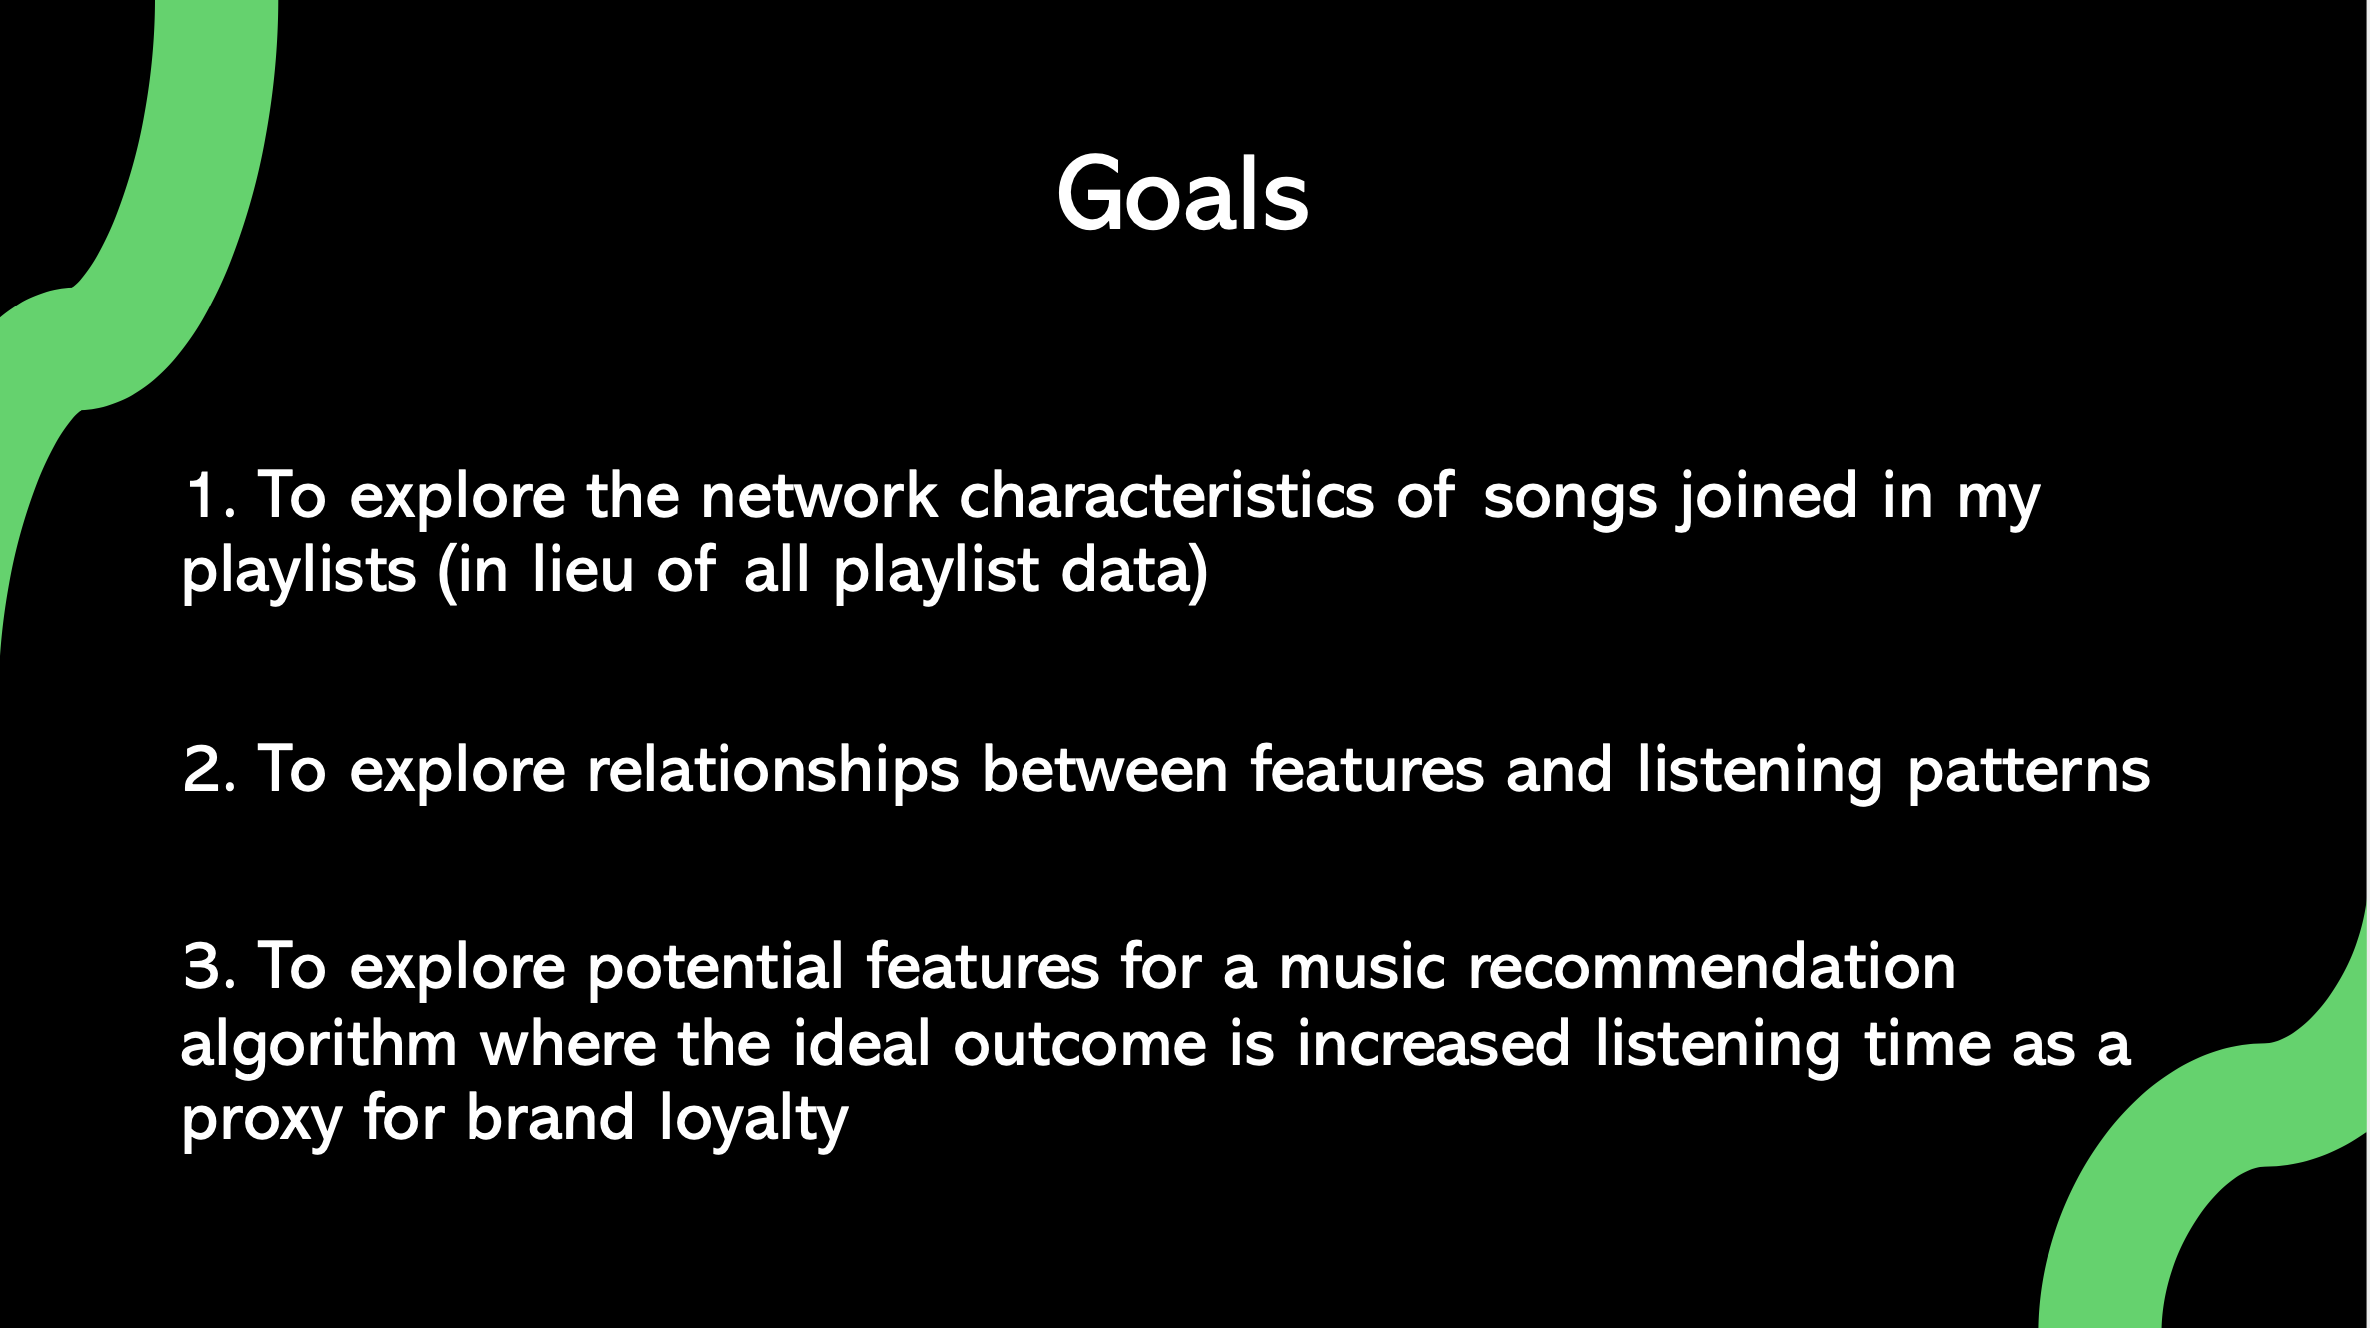 Goals
1. To explore the network characteristics of songs joined in my
playlists (in lieu of all playlist data)
2. To explore relationships between features and listening patterns
3. To explore potential features for a music recommendation
algorithm where the ideal outcome is increased listening time as a
proxy for brand loyalty